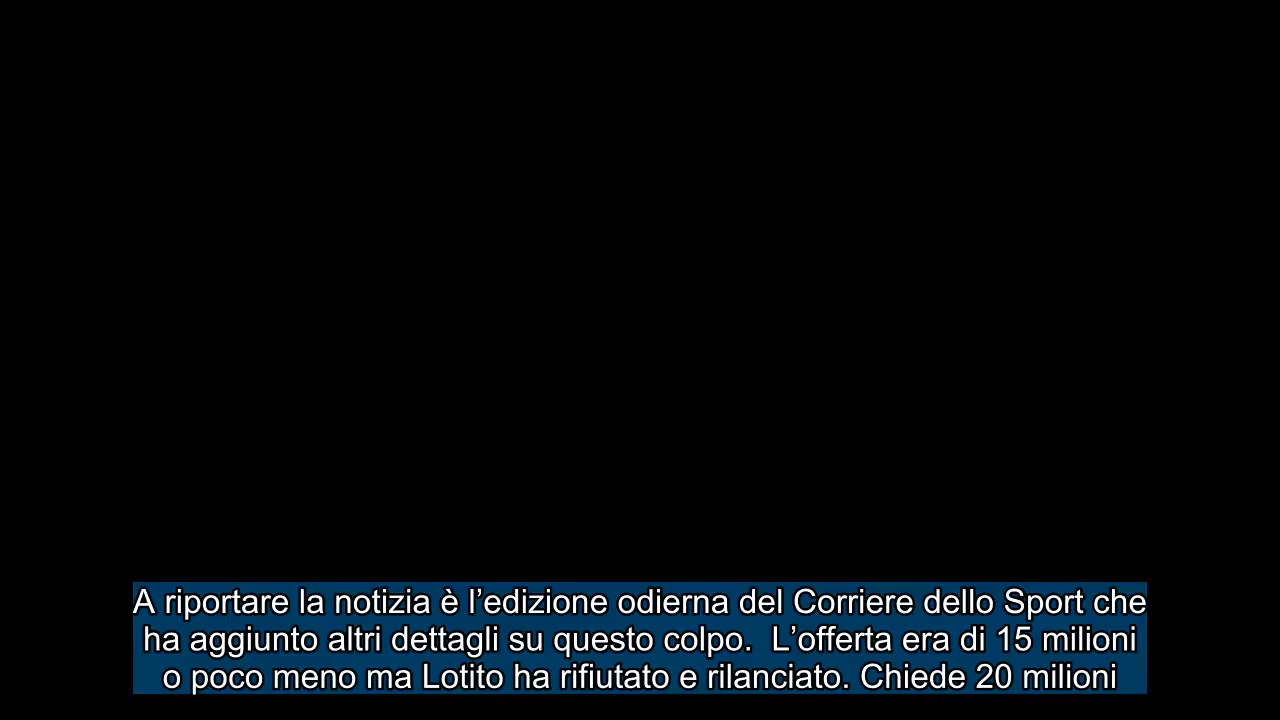 A riportare la notizia è l’edizione odierna del Corriere dello Sport che
ha aggiunto altri dettagli su questo colpo.  L’offerta era di 15 milioni
o poco meno ma Lotito ha rifiutato e rilanciato. Chiede 20 milioni